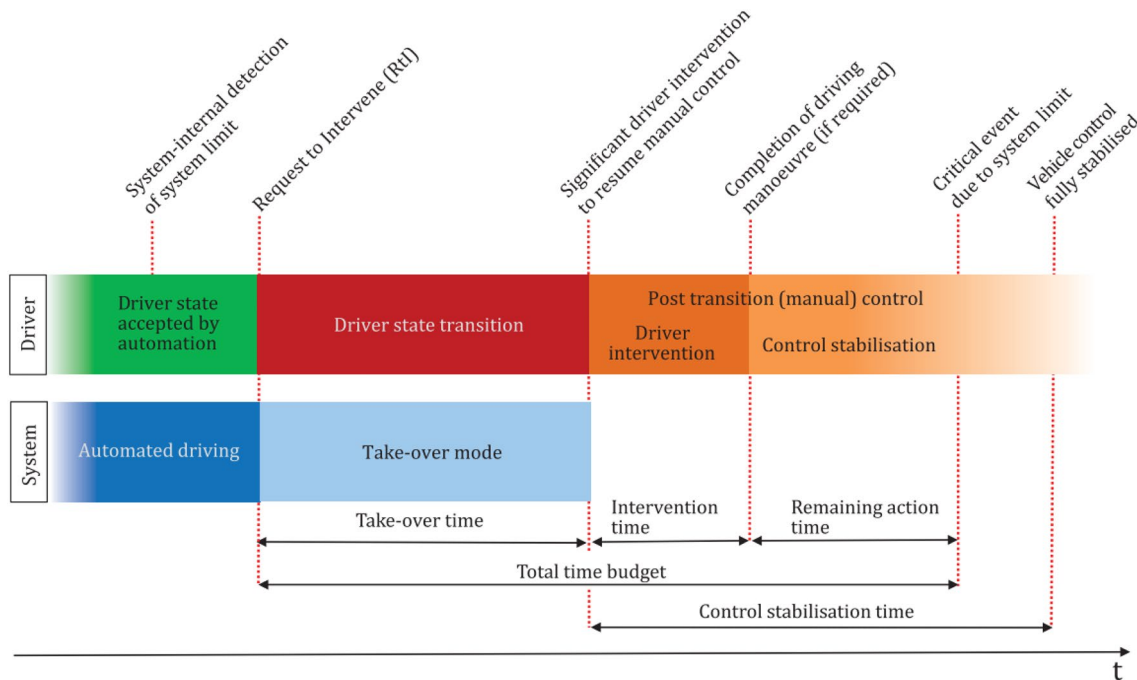 System-internal detection
of system limit
Request to Intervene (RtI)
Significant driver intervention
to resume manual control
Completion of driving
manoeuvre (if required)
Critical event
due to system limit
Vehicle control
fully stabilised
Driver
Driver state
accepted by
automation
Driver state transition
Post transition (manual) control
Driver
intervention
Control stabilisation
System
Automated driving
Take-over mode
Take-over time
Intervention
time
Remaining action
time
Total time budget
Control stabilisation time
t